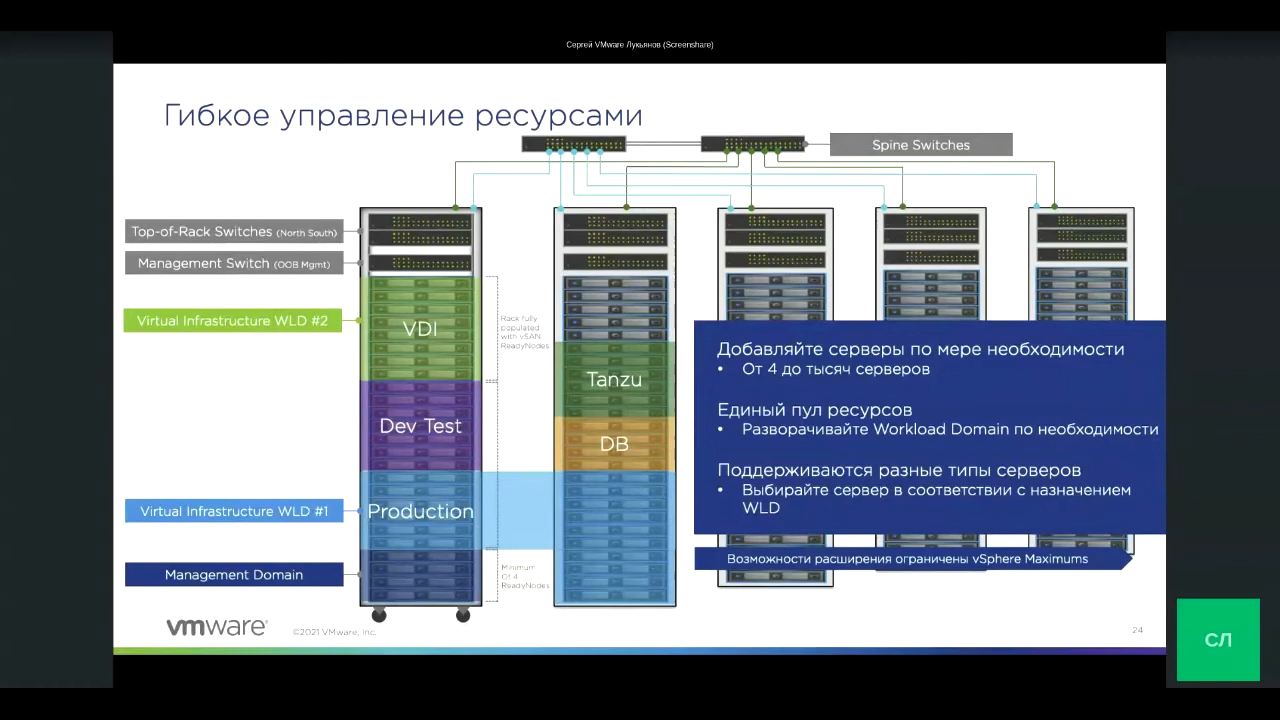 Сергей VMware Лукьянов (Screenshare)
Гибкое управление ресурсами
Spine Switches
Top-of-Rack Switches (North South)
Management Switch (OOB Mgmt)
Virtual Infrastructure WLD #2
VDI
Rack fully
populated
with vSAN
ReadyNodes
Dev Test
Tanzu
DB
Virtual Infrastructure WLD #1
Production
Management Domain
Minimum
Of 4
ReadyNodes
Добавляйте серверы по мере необходимости
• От 4 до тысяч серверов
Единый пул ресурсов
• Разворачивайте Workload Domain по необходимости
Поддерживаются разные типы серверов
• Выбирайте сервер в соответствии с назначением
WLD
Возможности расширения ограничены vSphere Maximums
vmware®
©2021 VMware, Inc.
24
СЛ